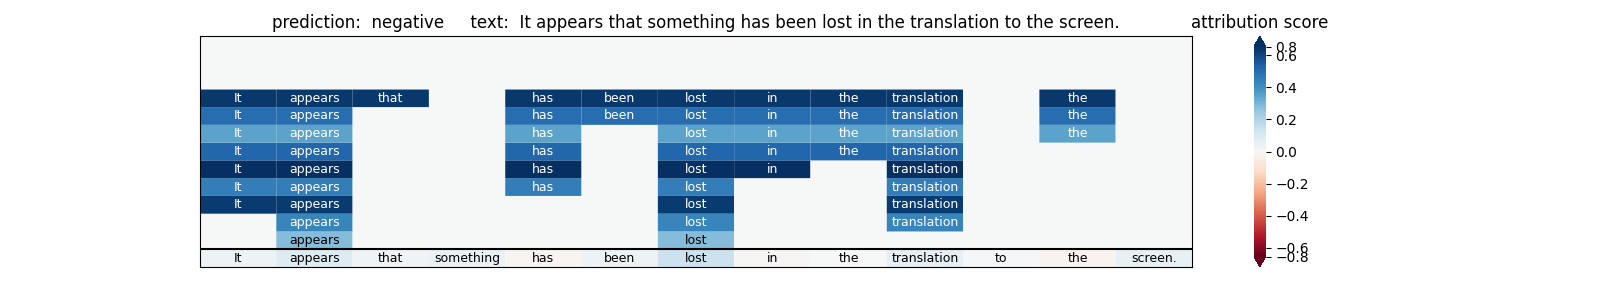 prediction:  negative     text:  It appears that something has been lost in the translation to the screen.
attribution score
It appears that has been lost in the translation the
It appears has been lost in the translation the
It appears has lost in the translation the
It appears has lost in the translation
It appears has lost in translation
It appears has lost translation
It appears lost translation
appears lost translation
appears lost
It appears that something has been lost in the translation to the screen.
0.8
0.6
0.4
0.2
0.0
−0.2
−0.4
−0.6
−0.8